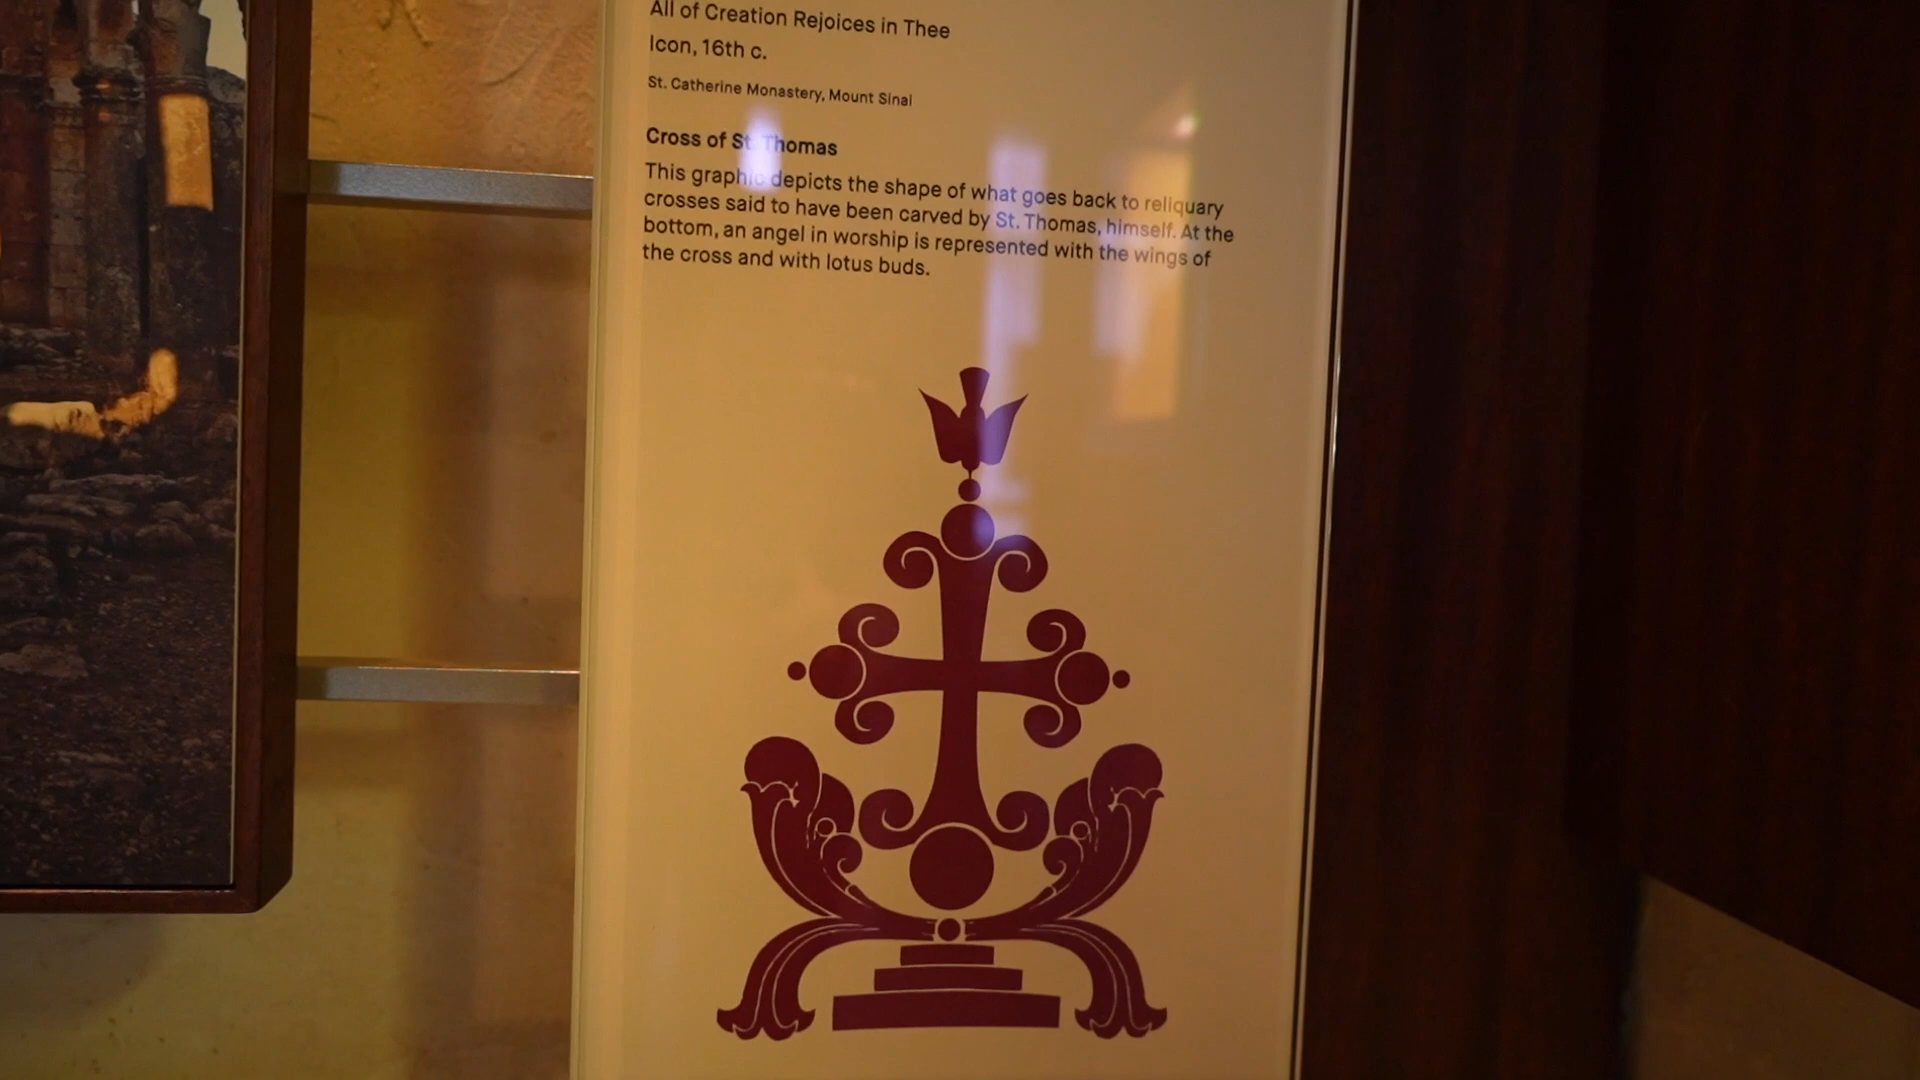 All of Creation Rejoices in Thee
Icon, 16th c.
St. Catherine Monastery, Mount Sinai
Cross of St. Thomas
This graphic depicts the shape of what goes back to reliquary
crosses said to have been carved by St. Thomas, himself. At the
bottom, an angel in worship is represented with the wings of
the cross and with lotus buds.